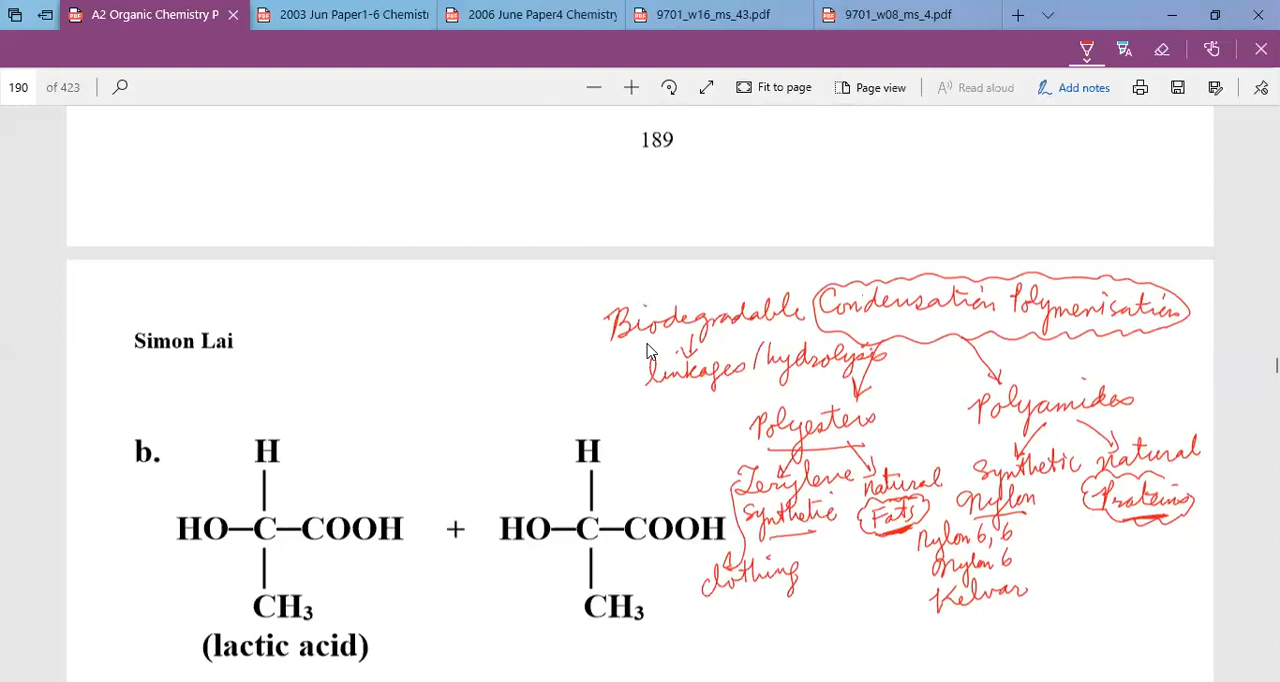 A2 Organic Chemistry P
2003 Jun Paper1-6 Chemistr
2006 June Paper4 Chemistry
9701_w16_ms_43.pdf
9701_w08_ms_4.pdf
190 of 423
Fit to page
Page view
Read aloud
Add notes
189
Simon Lai
Biodegradable Condensation Polymerisation
linkages/hydrolysis
Polyesters Polyamides
Terylene Natural Synthetic Natural
Synthetic Fats Nylon Proteins
Nylon 6,6
clothing Nylon 6
Kelvar
b. H H
HO–C–COOH + HO–C–COOH
CH₃ CH₃
(lactic acid)